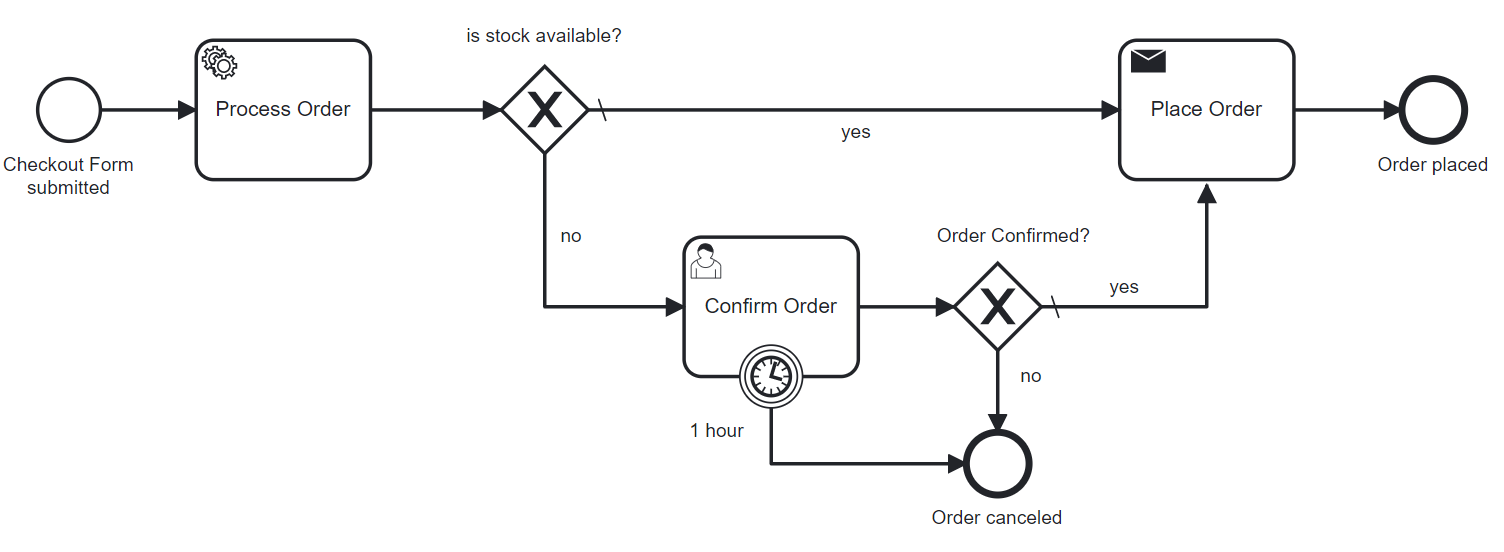 is stock available?
Process Order
Place Order
yes
Checkout Form
submitted
Order placed
no
Order Confirmed?
yes
Confirm Order
no
1 hour
Order canceled